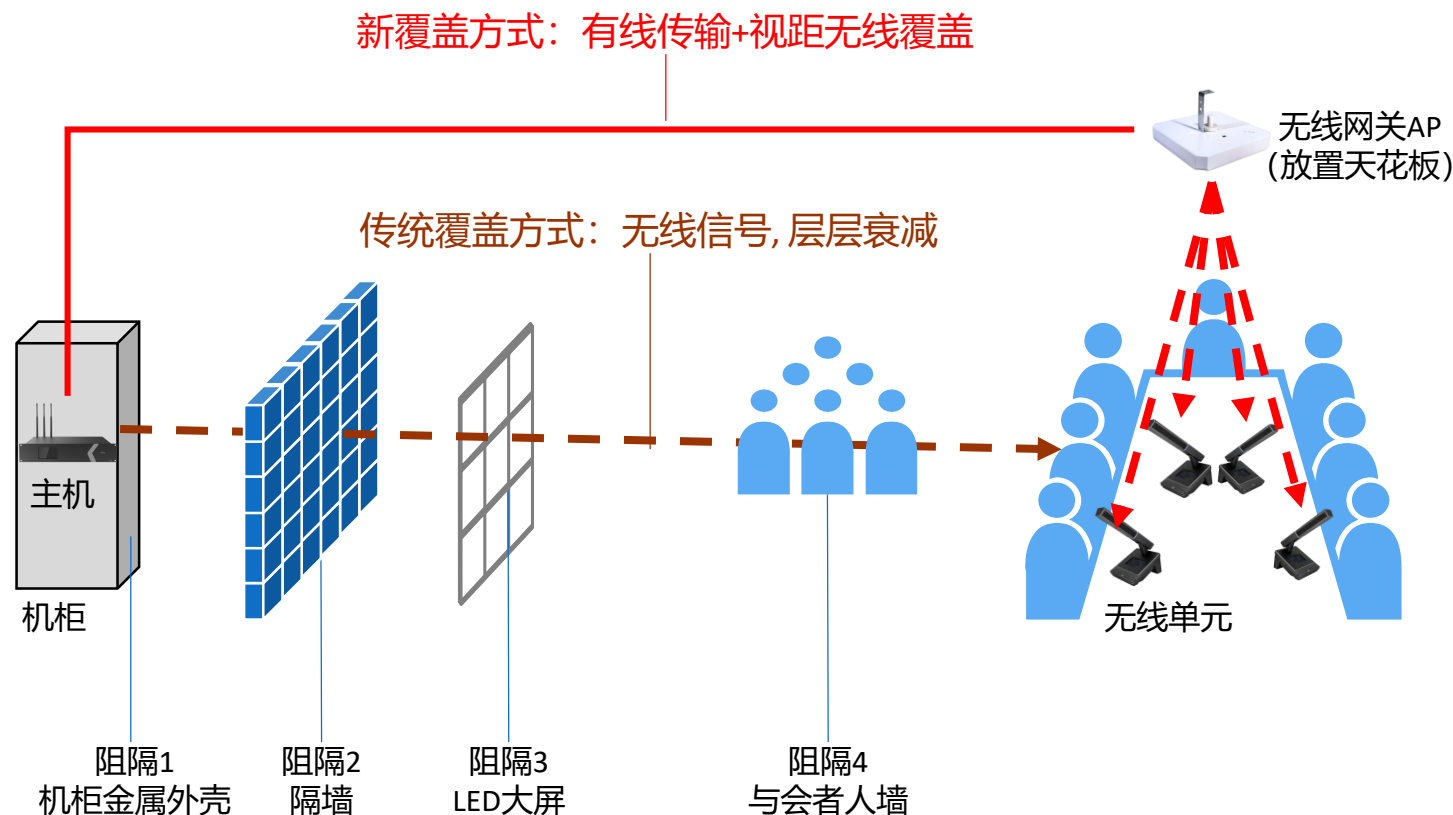 新覆盖方式：有线传输+视距无线覆盖
无线网关AP
(放置天花板)
传统覆盖方式：无线信号, 层层衰减
主机
机柜
无线单元
阻隔1
机柜金属外壳
阻隔2
隔墙
阻隔3
LED大屏
阻隔4
与会者人墙